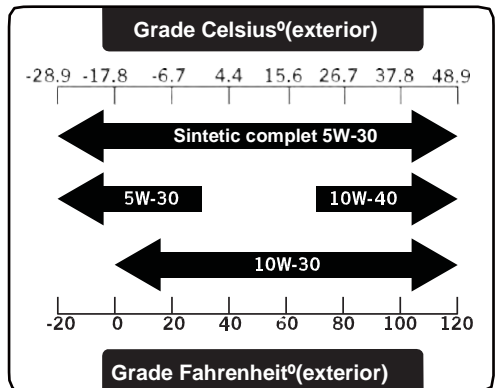 Grade Celsiusº(exterior)
-28.9 -17.8 -6.7 4.4 15.6 26.7 37.8 48.9
Sintetic complet 5W-30
5W-30 10W-40
10W-30
-20 0 20 40 60 80 100 120
Grade Fahrenheitº(exterior)